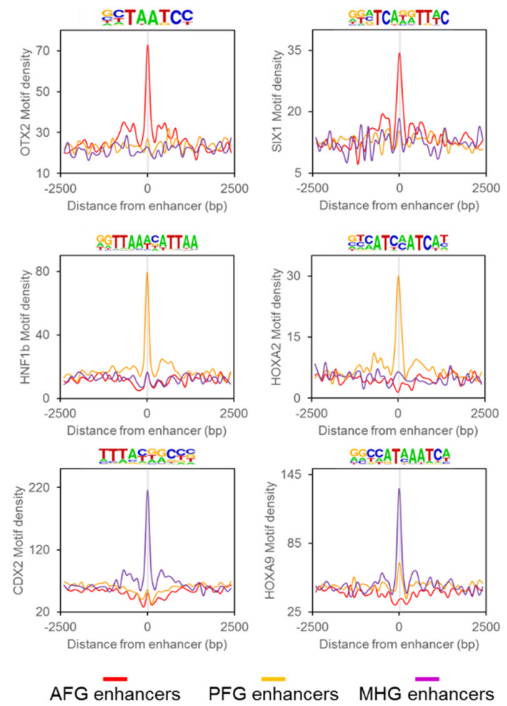 GCTAATCC
OTX2 Motif density
70
50
30
10
-2500 0 2500
Distance from enhancer (bp)
SIX1 Motif density
35
20
5
-2500 0 2500
Distance from enhancer (bp)
HNF1b Motif density
80
40
0
-2500 0 2500
Distance from enhancer (bp)
HOXA2 Motif density
30
15
0
-2500 0 2500
Distance from enhancer (bp)
CDX2 Motif density
220
120
20
-2500 0 2500
Distance from enhancer (bp)
GGCCATAAATCA
HOXA9 Motif density
145
85
25
-2500 0 2500
Distance from enhancer (bp)
AFG enhancers PFG enhancers MHG enhancers